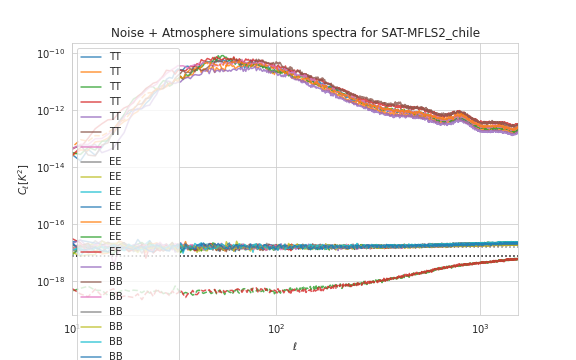 Noise + Atmosphere simulations spectra for SAT-MFLS2_chile
10⁻¹⁰
10⁻¹²
10⁻¹⁴
10⁻¹⁶
10⁻¹⁸
C_ℓ [K²]
TT
TT
TT
TT
TT
TT
TT
EE
EE
EE
EE
EE
EE
EE
BB
BB
BB
BB
BB
BB
BB
10²
10³
ℓ